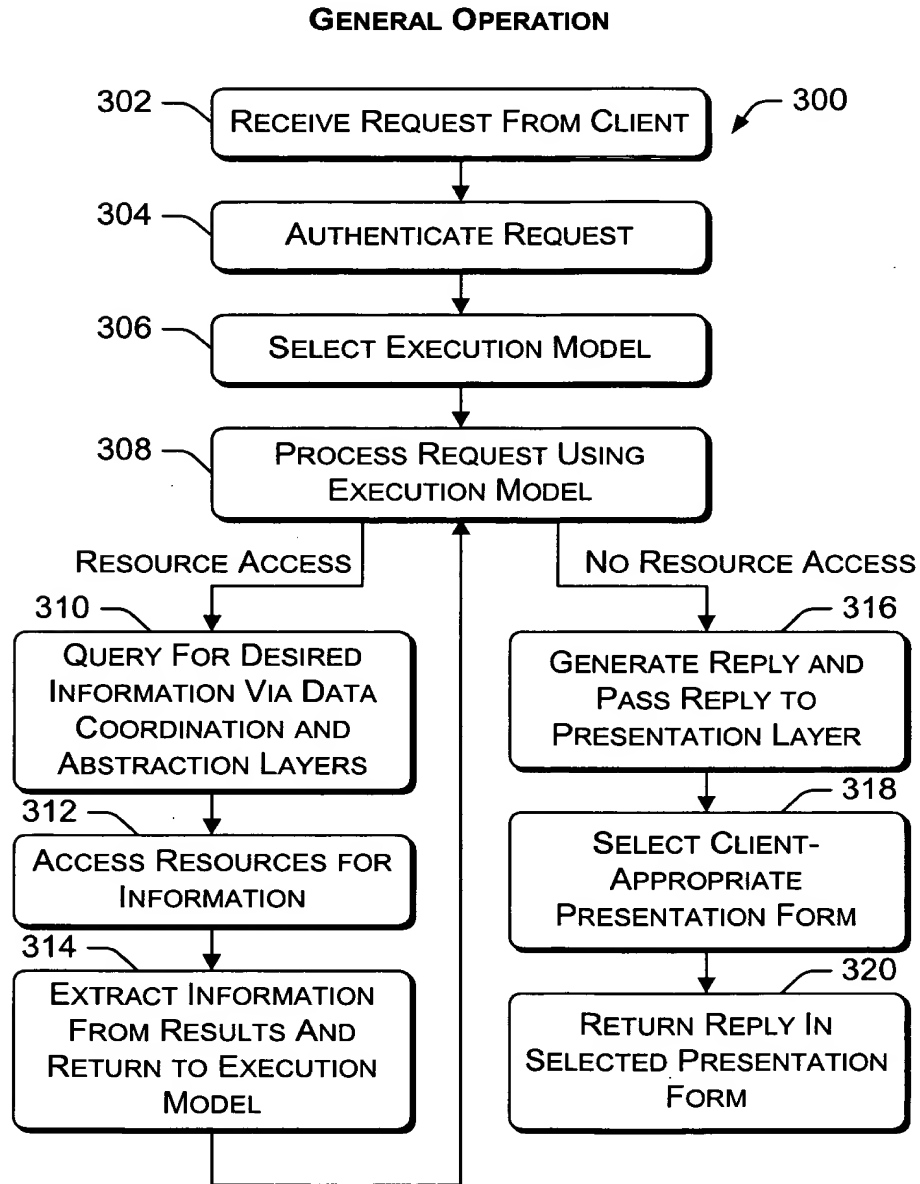 GENERAL OPERATION
302
RECEIVE REQUEST FROM CLIENT
300
304
AUTHENTICATE REQUEST
306
SELECT EXECUTION MODEL
308
PROCESS REQUEST USING
EXECUTION MODEL
RESOURCE ACCESS
NO RESOURCE ACCESS
310
QUERY FOR DESIRED
INFORMATION VIA DATA
COORDINATION AND
ABSTRACTION LAYERS
312
ACCESS RESOURCES FOR
INFORMATION
314
EXTRACT INFORMATION
FROM RESULTS AND
RETURN TO EXECUTION
MODEL
316
GENERATE REPLY AND
PASS REPLY TO
PRESENTATION LAYER
318
SELECT CLIENT-
APPROPRIATE
PRESENTATION FORM
320
RETURN REPLY IN
SELECTED PRESENTATION
FORM